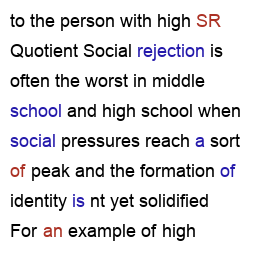 to the person with high SR
Quotient Social rejection is
often the worst in middle
school and high school when
social pressures reach a sort
of peak and the formation of
identity is nt yet solidified
For an example of high